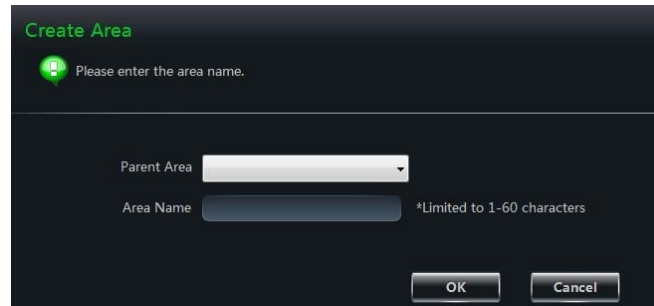 Create Area
Please enter the area name.
Parent Area
Area Name *Limited to 1-60 characters
OK Cancel